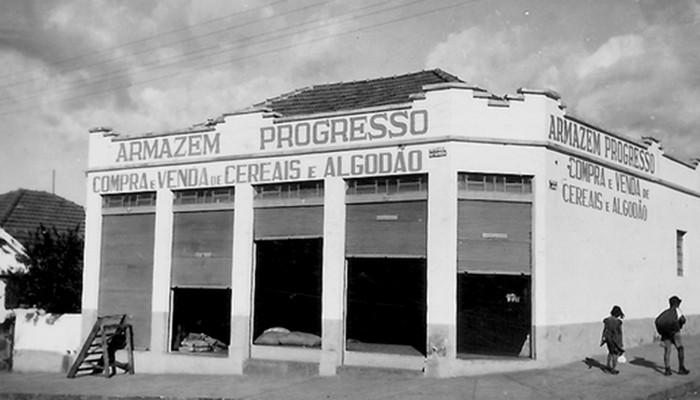 ARMAZEM PROGRESSO
COMPRA E VENDA DE CEREAIS E ALGODÃO
ARMAZEM PROGRESSO
COMPRA E VENDA DE
CEREAIS E ALGODÃO